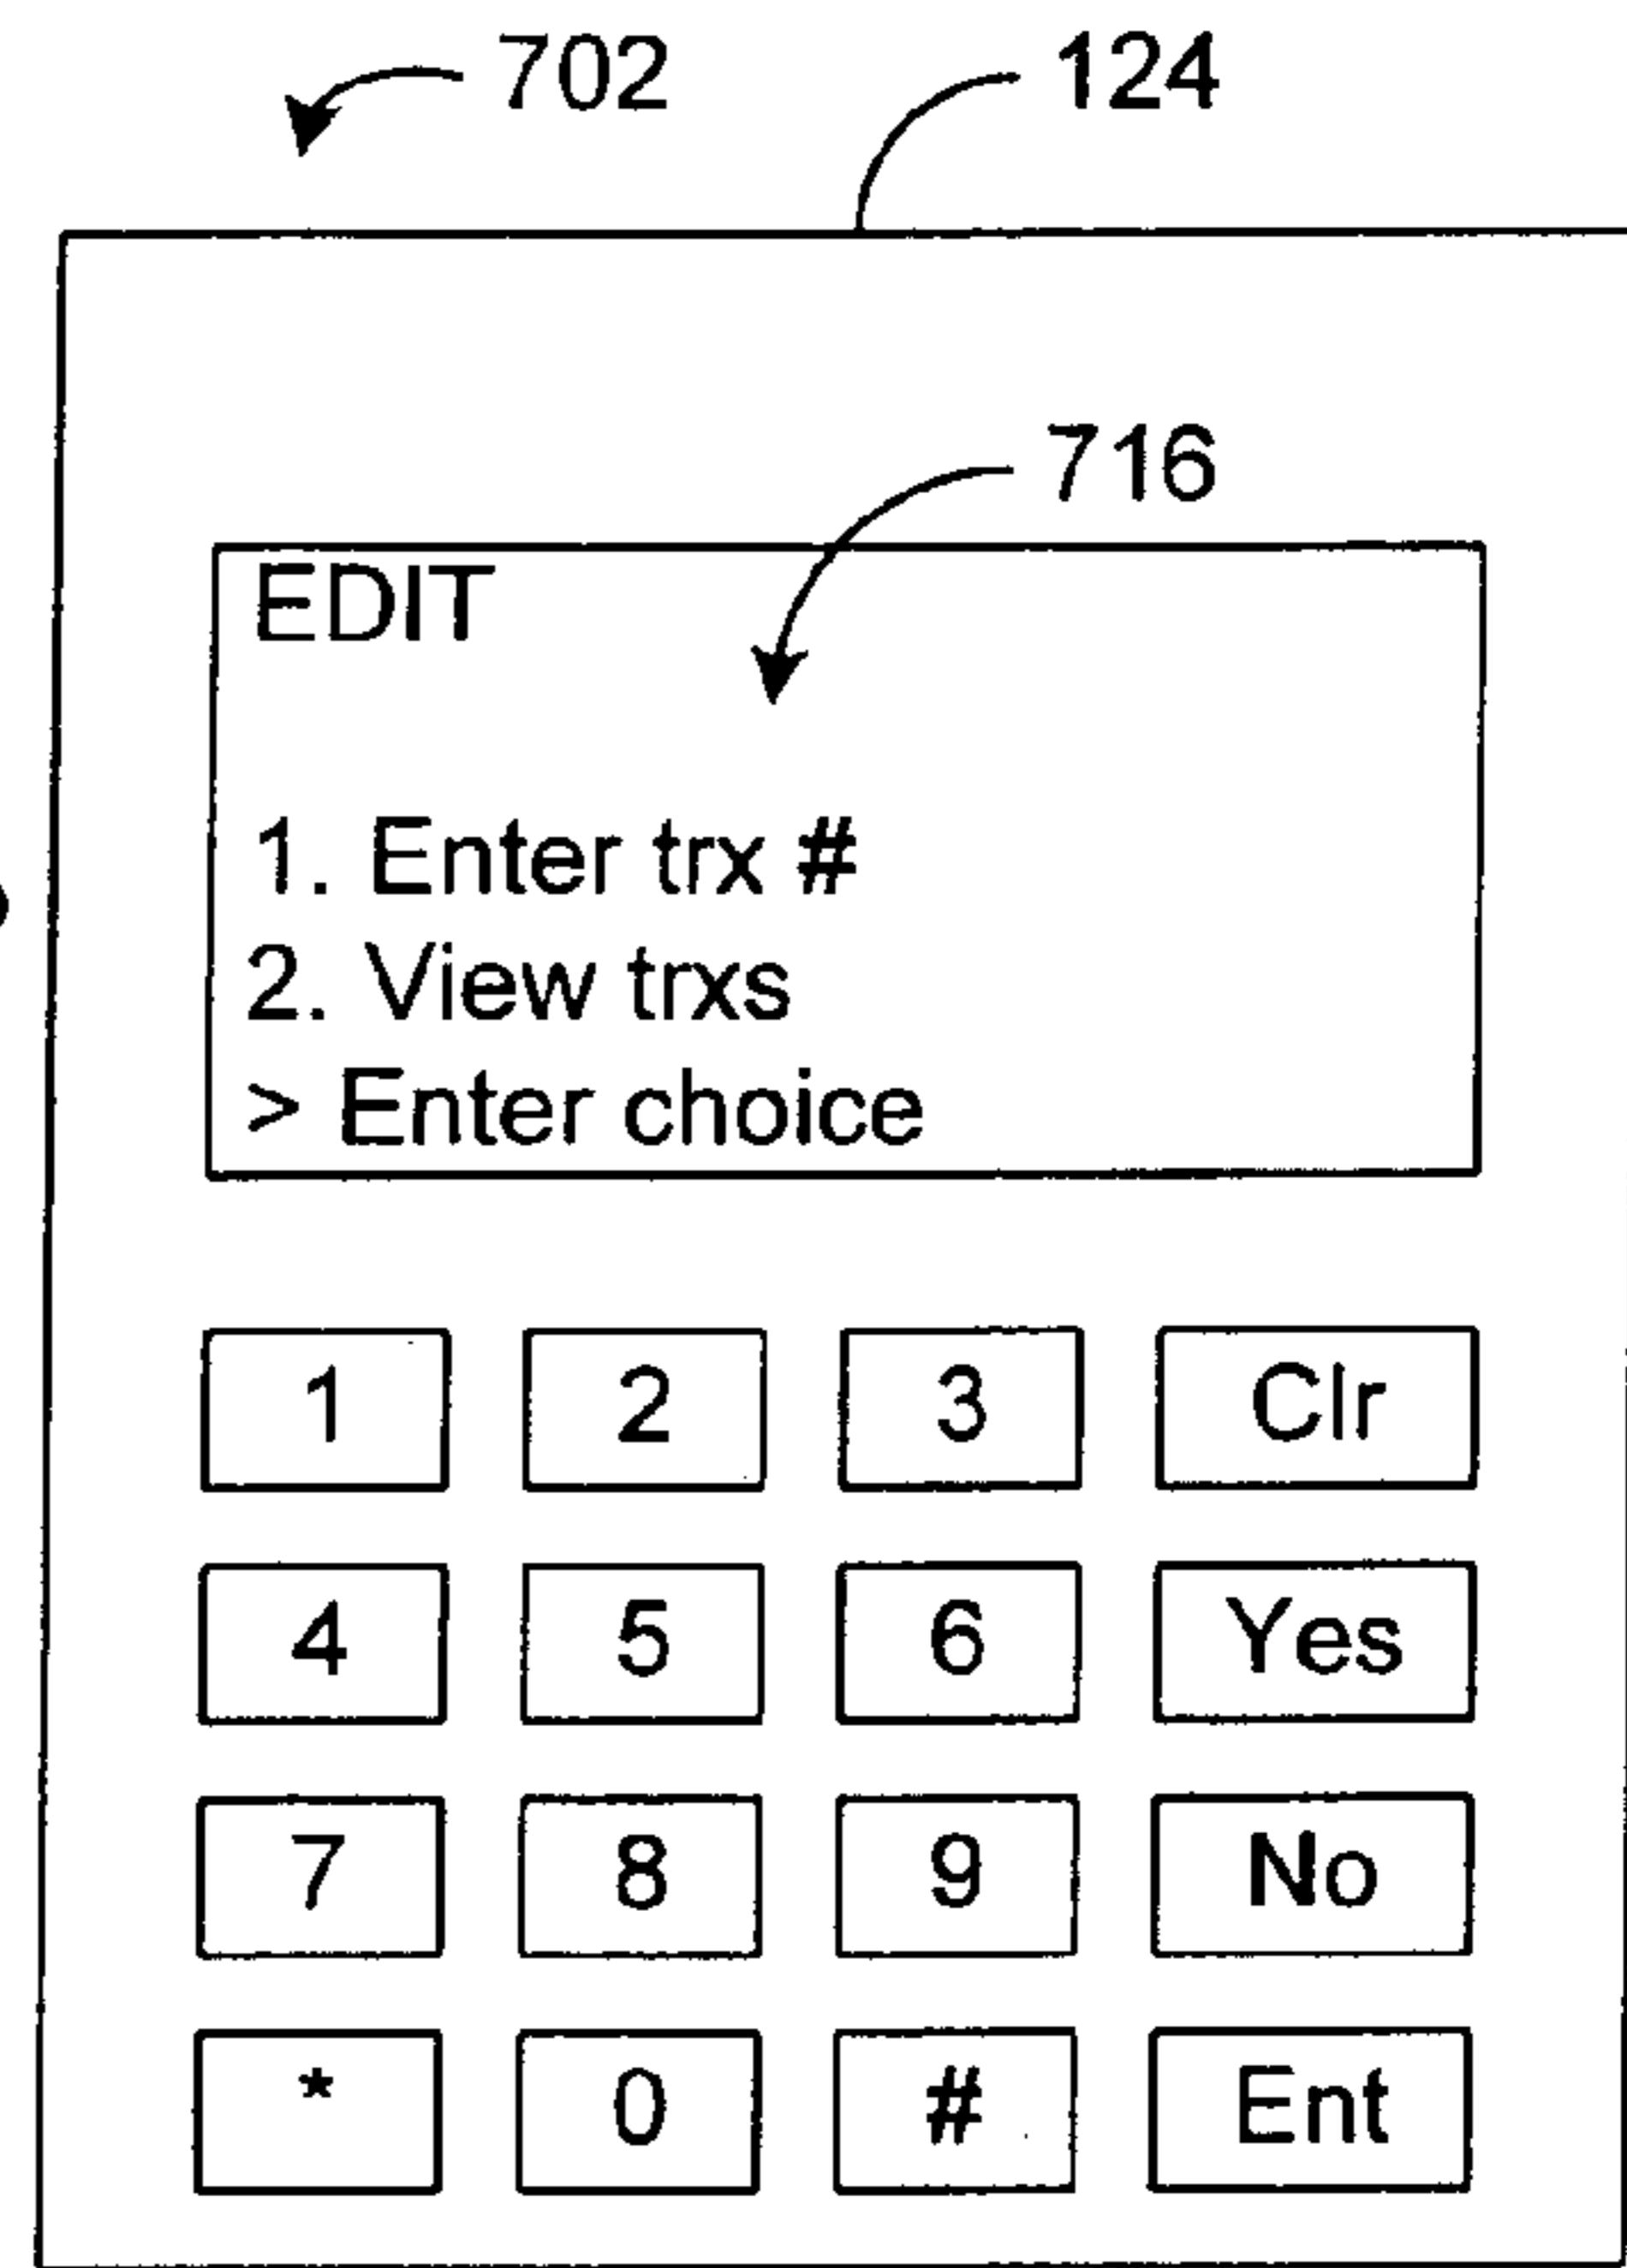 702 124
716
EDIT
1. Enter trx #
2. View trxs
> Enter choice
1 2 3 Clr
4 5 6 Yes
7 8 9 No
* 0 # Ent